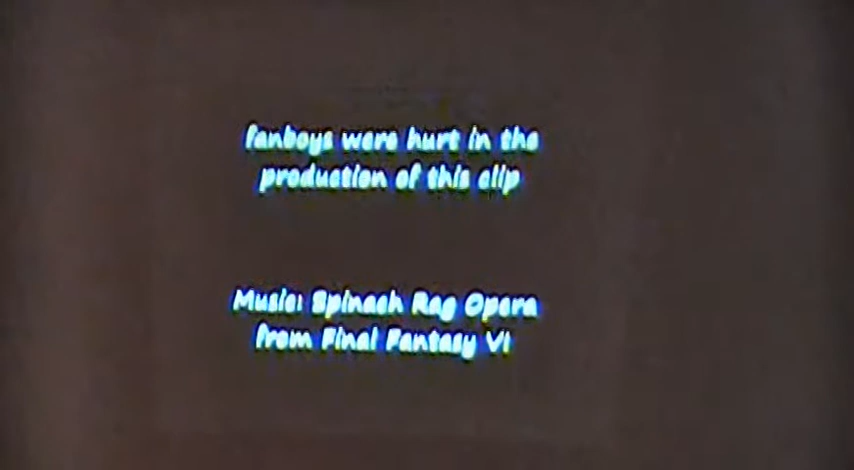 fanboys were hurt in the
production of this clip
Music: Spinach Rag Opera
from Final Fantasy VI